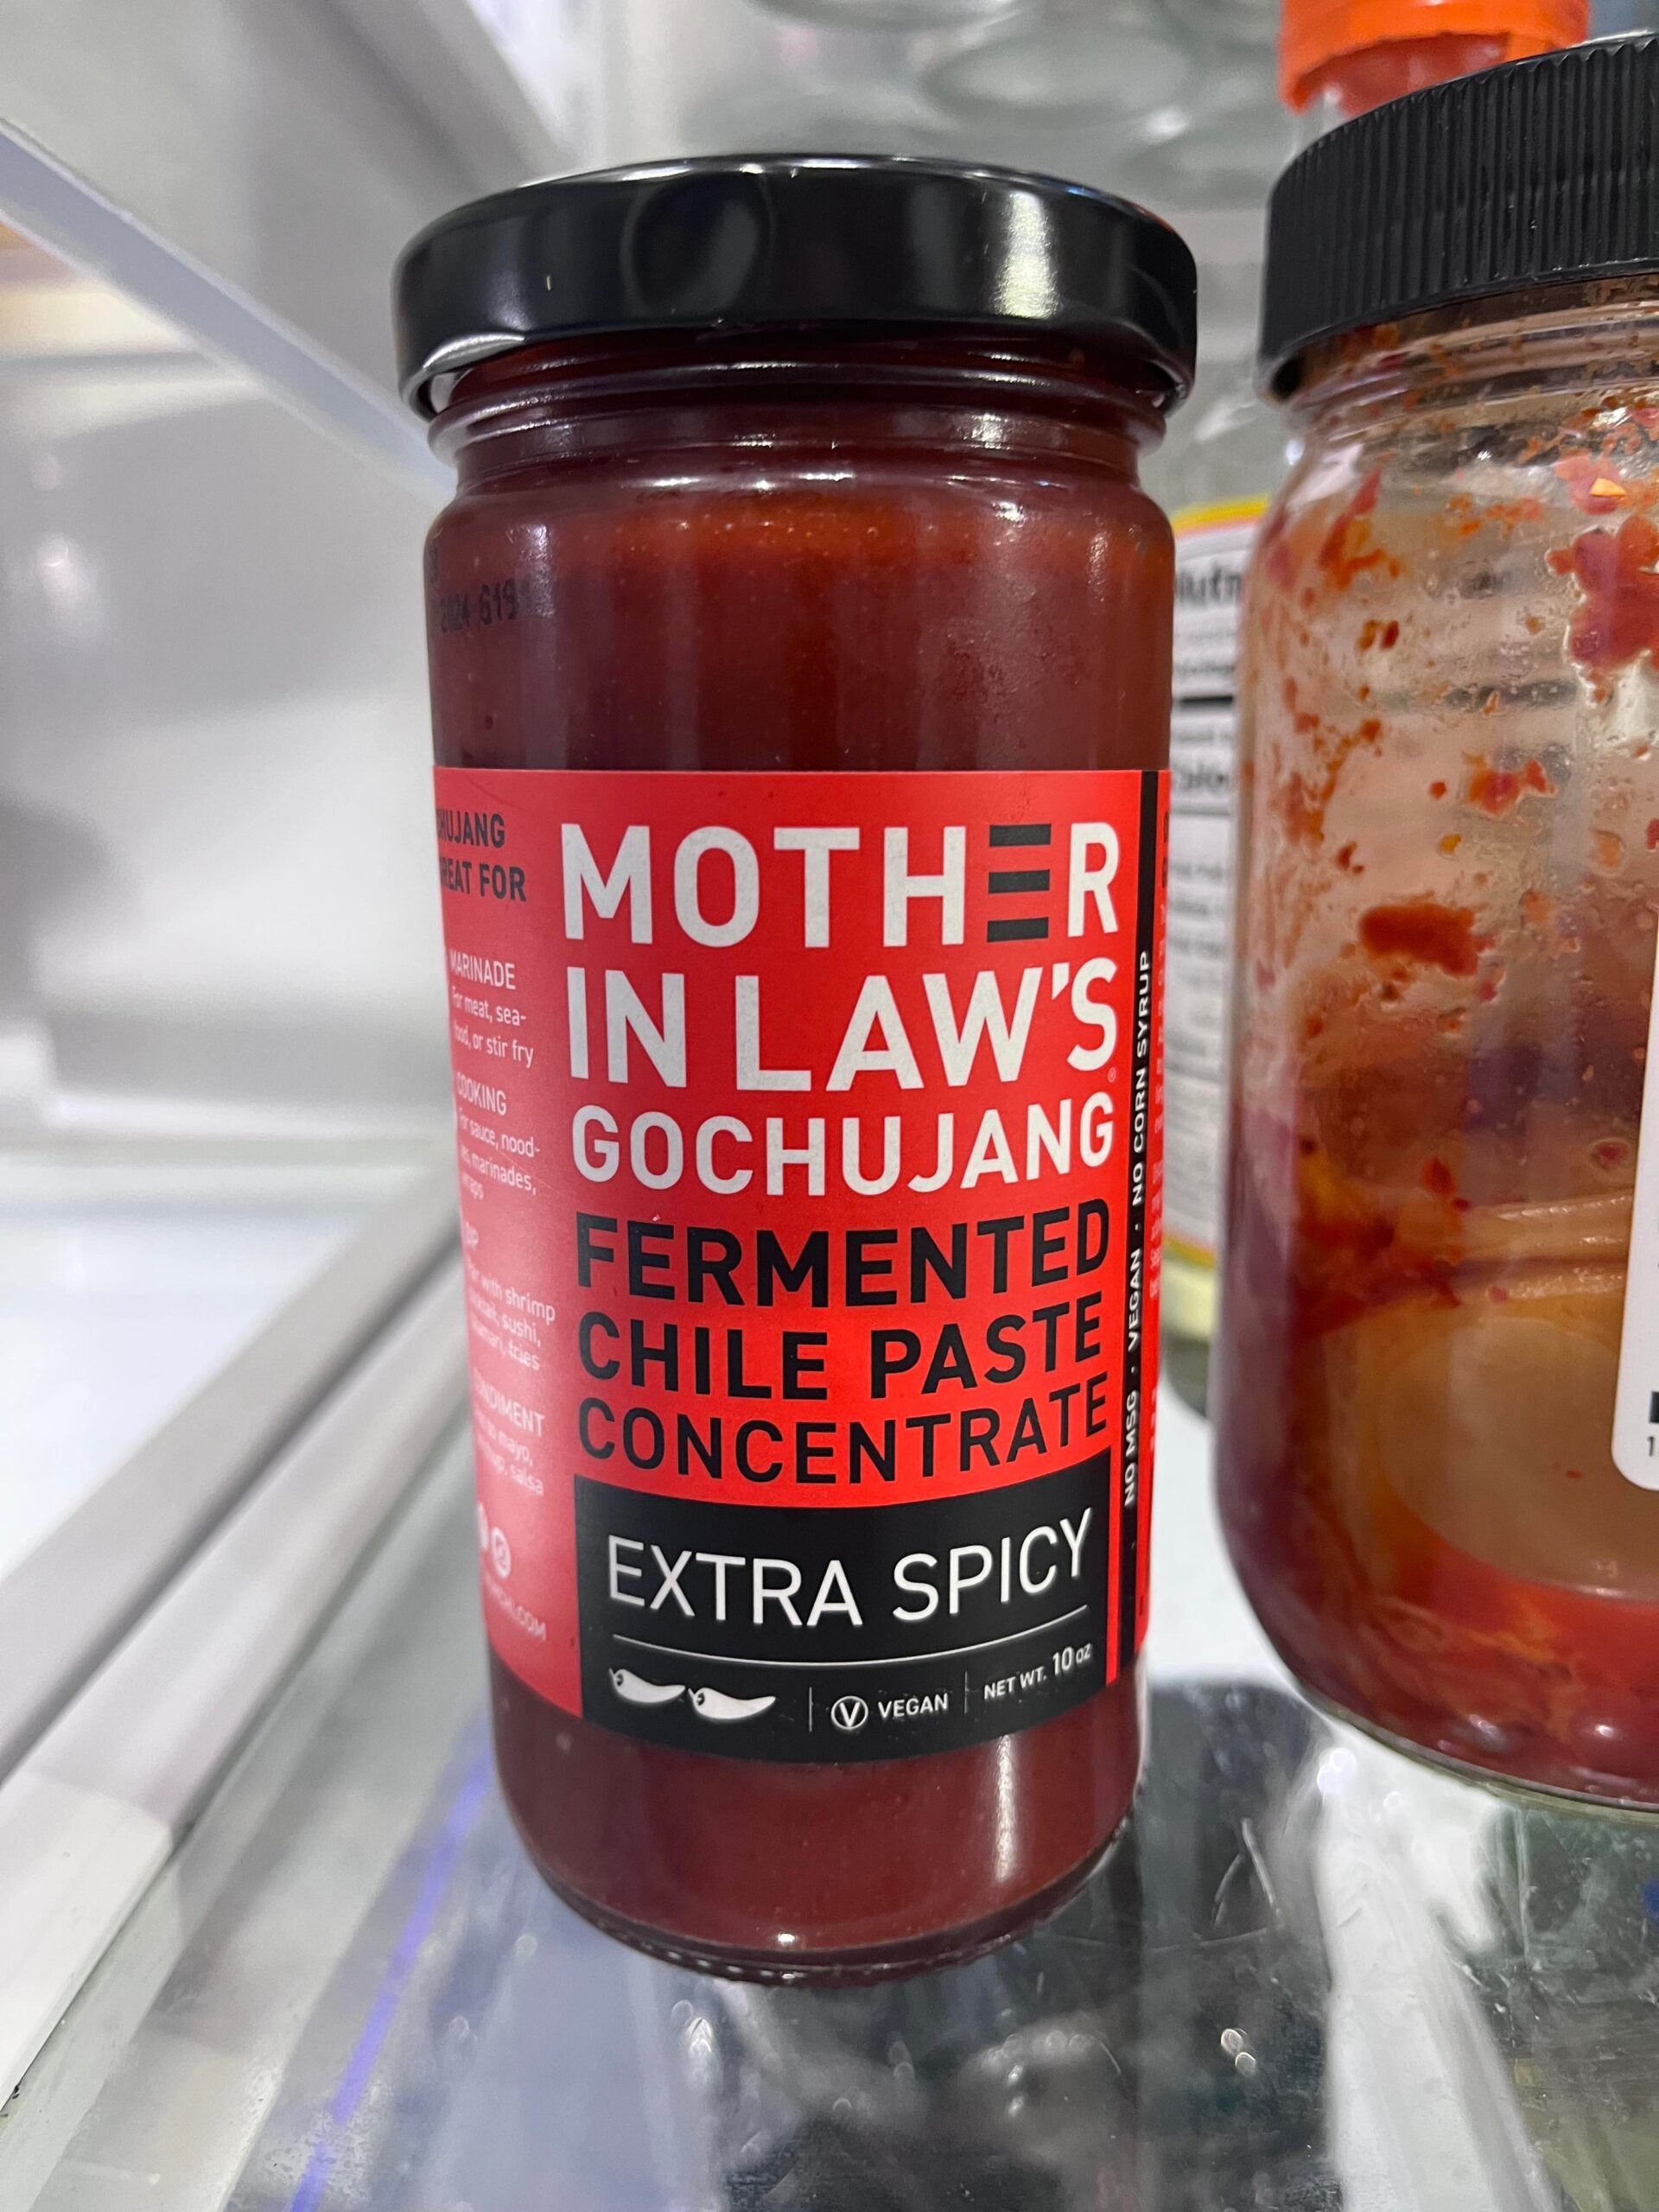 MOTHER
IN LAW'S
GOCHUJANG
FERMENTED
CHILE PASTE
CONCENTRATE
EXTRA SPICY
V VEGAN NET WT. 10 oz
NO MSG · VEGAN · NO CORN SYRUP
FOR
MARINADE
For meat, sea-
food, or stir fry
COOKING
For sauce, nood-
marinades,
with shrimp
sushi,
fries
mayo,
salsa
.COM
619